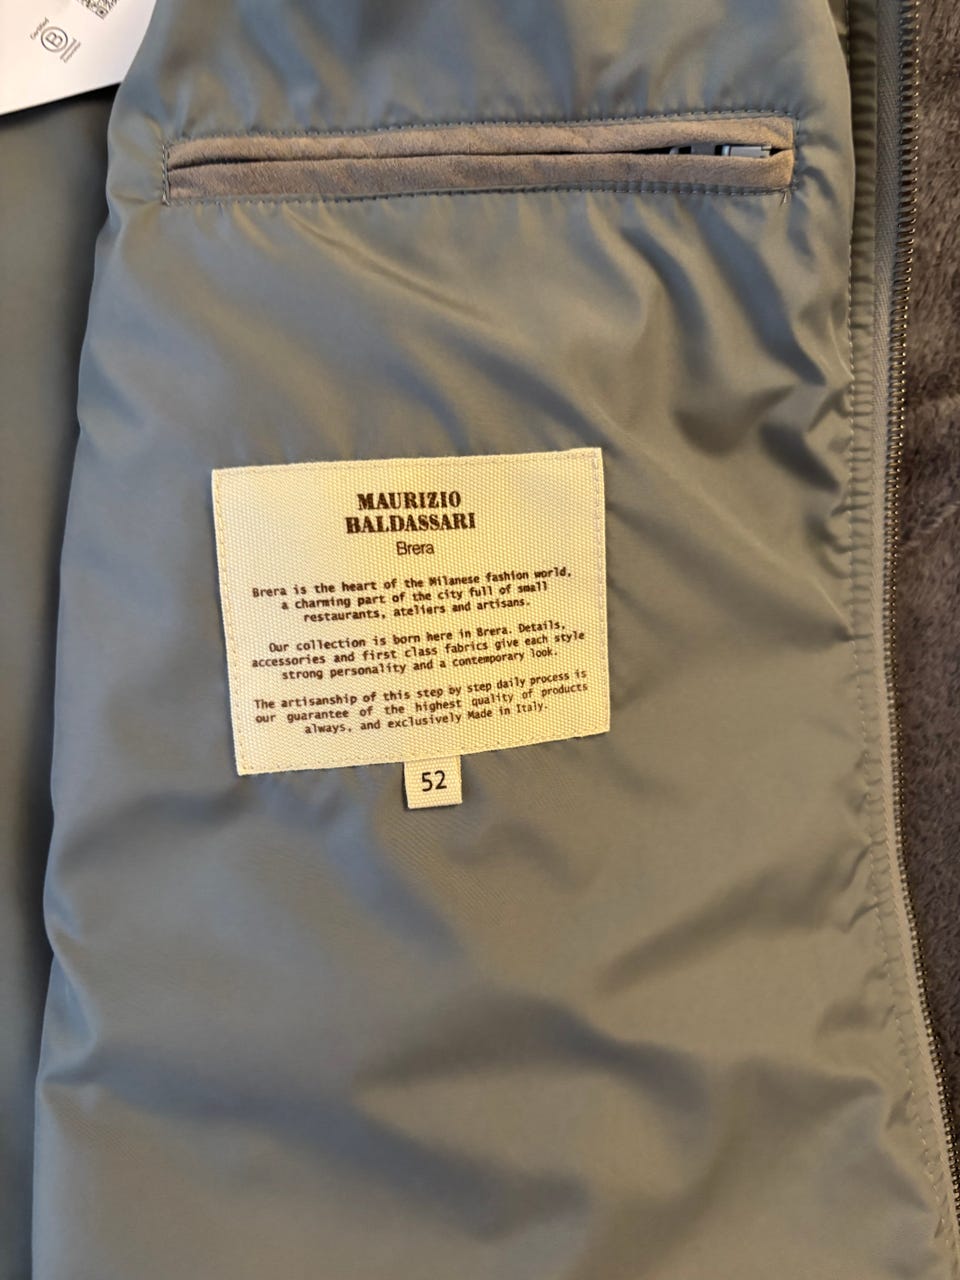 Certified
B
Corporation
MAURIZIO
BALDASSARI
Brera
Brera is the heart of the Milanese fashion world,
a charming part of the city full of small
restaurants, ateliers and artisans.
Our collection is born here in Brera. Details,
accessories and first class fabrics give each style
strong personality and a contemporary look.
The artisanship of this step by step daily process is
our guarantee of the highest quality of products
always, and exclusively Made in Italy.
52